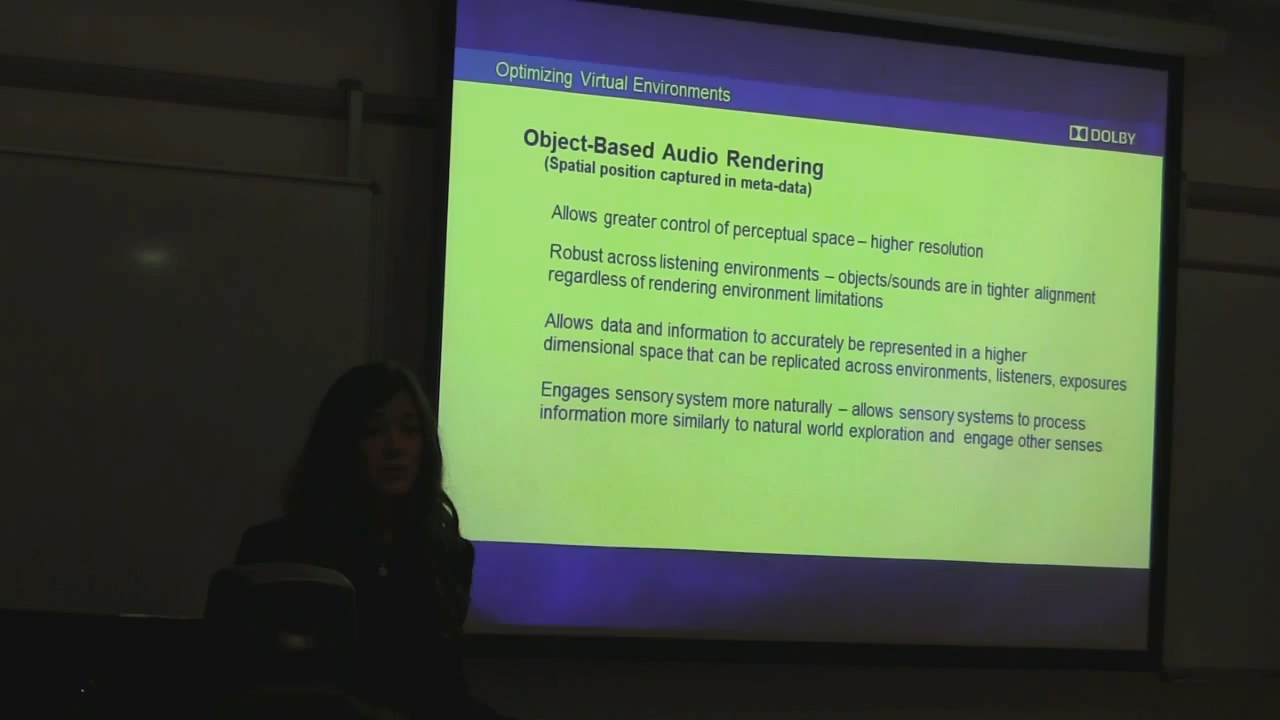 Optimizing Virtual Environments
DOLBY
Object-Based Audio Rendering
(Spatial position captured in meta-data)
Allows greater control of perceptual space – higher resolution
Robust across listening environments – objects/sounds are in tighter alignment
regardless of rendering environment limitations
Allows data and information to accurately be represented in a higher
dimensional space that can be replicated across environments, listeners, exposures
Engages sensory system more naturally – allows sensory systems to process
information more similarly to natural world exploration and engage other senses